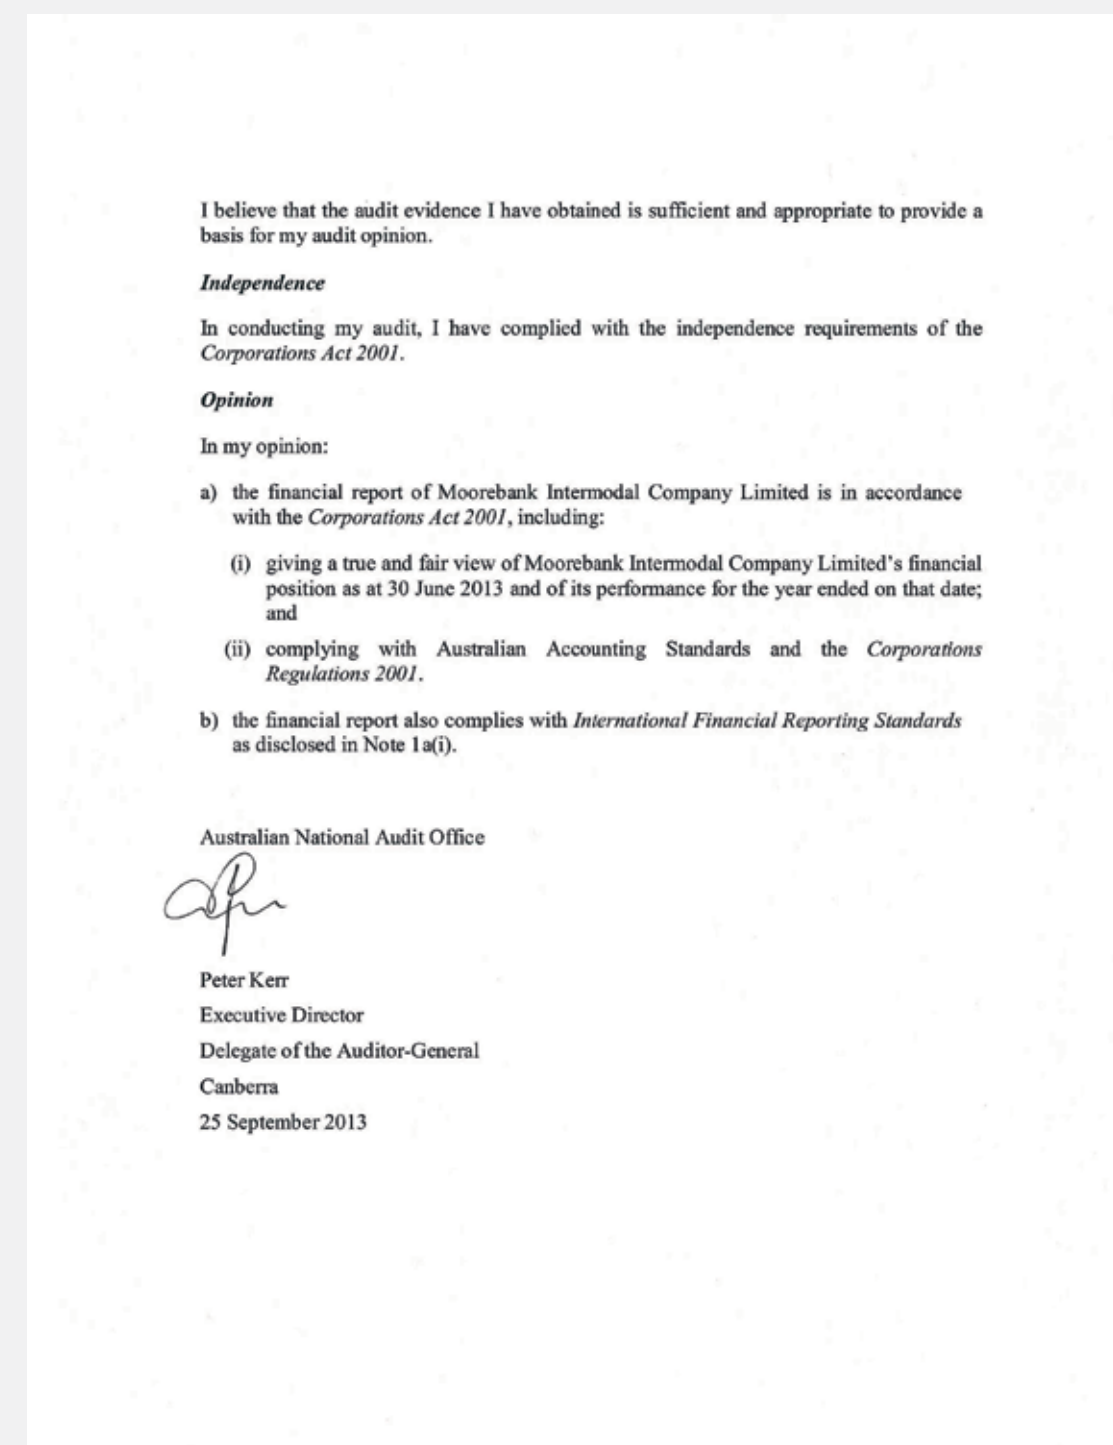 I believe that the audit evidence I have obtained is sufficient and appropriate to provide a
basis for my audit opinion.
Independence
In conducting my audit, I have complied with the independence requirements of the
Corporations Act 2001.
Opinion
In my opinion:
a) the financial report of Moorebank Intermodal Company Limited is in accordance
with the Corporations Act 2001, including:
(i) giving a true and fair view of Moorebank Intermodal Company Limited's financial
position as at 30 June 2013 and of its performance for the year ended on that date;
and
(ii) complying with Australian Accounting Standards and the Corporations
Regulations 2001.
b) the financial report also complies with International Financial Reporting Standards
as disclosed in Note 1a(i).
Australian National Audit Office
Peter Kerr
Executive Director
Delegate of the Auditor-General
Canberra
25 September 2013